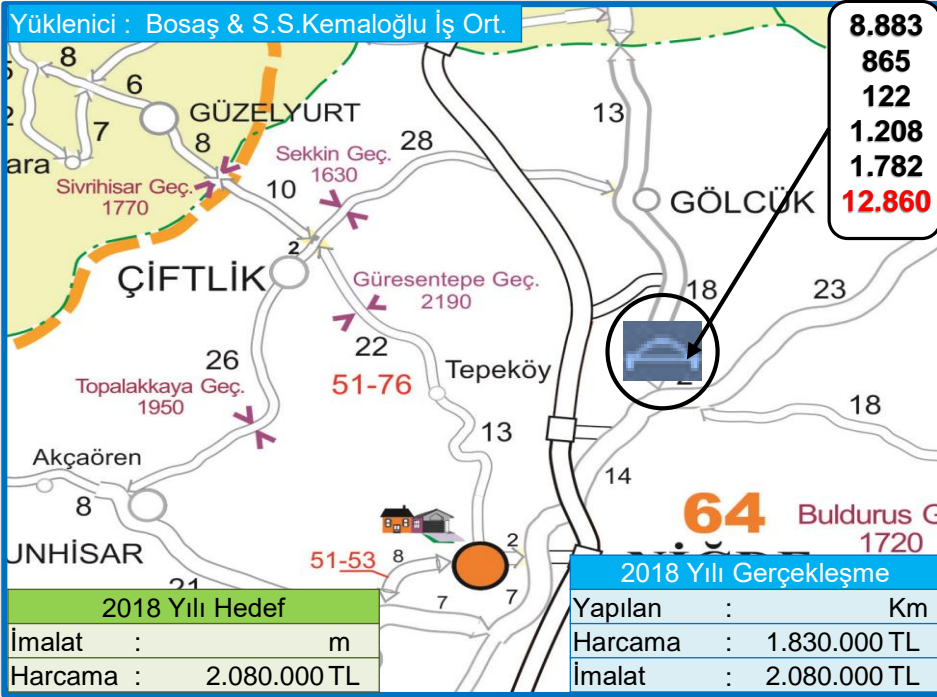 Yüklenici : Bosaş & S.S.Kemaloğlu İş Ort.
8.883
865
122
1.208
1.782
12.860
8
6
7
GÜZELYURT
8
ara
Sivrihisar Geç.
1770
10
Sekkin Geç.
1630
28
13
GÖLCÜK
2
ÇİFTLİK
Güresentepe Geç.
2190
18
23
22
26
51-76
Tepeköy
Topalakkaya Geç.
1950
2
18
13
Akçaören
8
14
64
Buldurus G
1720
UNHİSAR
51-53
8
2
NİĞDE
21
7
7
2018 Yılı Hedef
İmalat : m
Harcama : 2.080.000 TL
2018 Yılı Gerçekleşme
Yapılan : Km
Harcama : 1.830.000 TL
İmalat : 2.080.000 TL